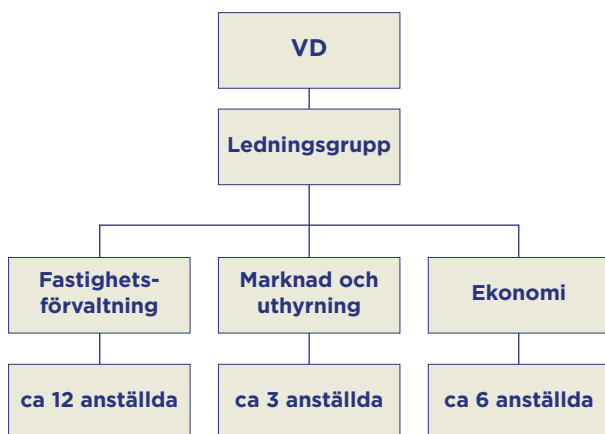 VD
Ledningsgrupp
Fastighets-
förvaltning
Marknad och
uthyrning
Ekonomi
ca 12 anställda
ca 3 anställda
ca 6 anställda